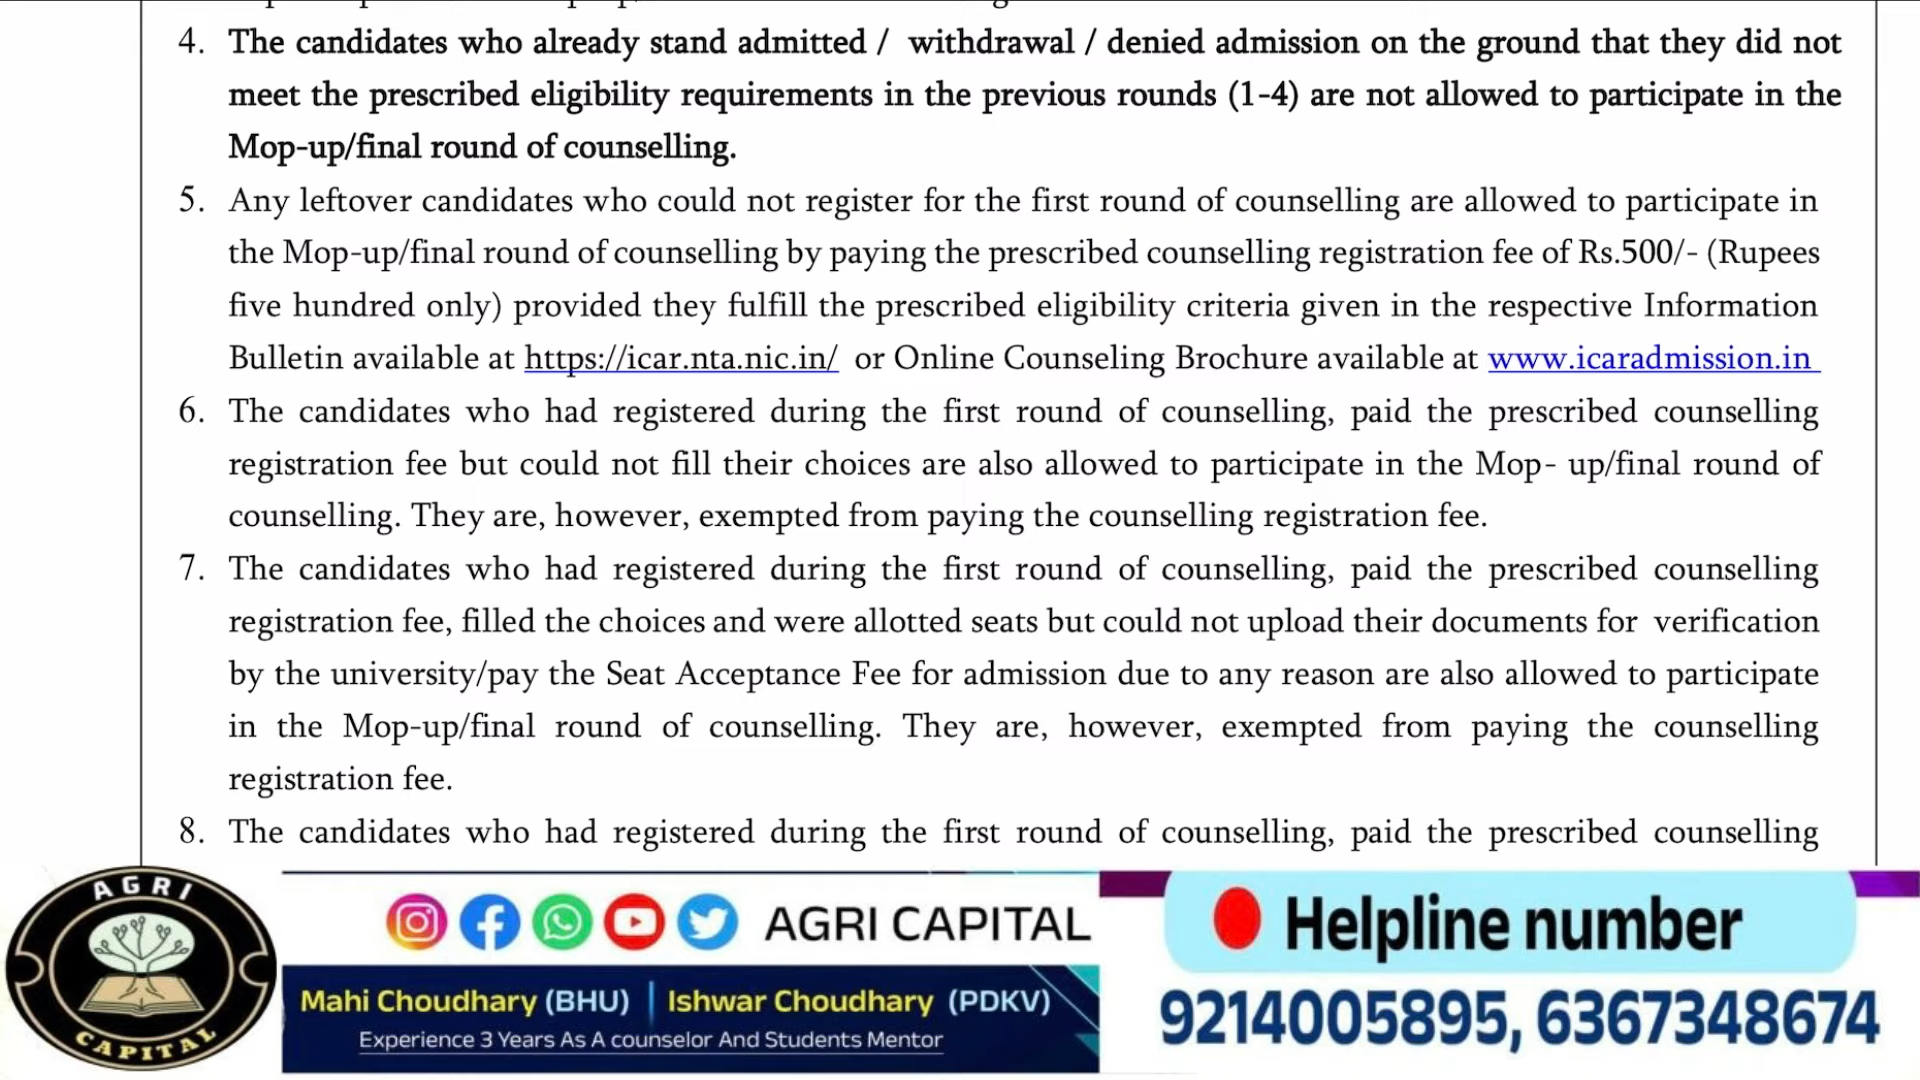 4. The candidates who already stand admitted / withdrawal / denied admission on the ground that they did not
meet the prescribed eligibility requirements in the previous rounds (1-4) are not allowed to participate in the
Mop-up/final round of counselling.
5. Any leftover candidates who could not register for the first round of counselling are allowed to participate in
the Mop-up/final round of counselling by paying the prescribed counselling registration fee of Rs.500/- (Rupees
five hundred only) provided they fulfill the prescribed eligibility criteria given in the respective Information
Bulletin available at https://icar.nta.nic.in/ or Online Counseling Brochure available at www.icaradmission.in
6. The candidates who had registered during the first round of counselling, paid the prescribed counselling
registration fee but could not fill their choices are also allowed to participate in the Mop- up/final round of
counselling. They are, however, exempted from paying the counselling registration fee.
7. The candidates who had registered during the first round of counselling, paid the prescribed counselling
registration fee, filled the choices and were allotted seats but could not upload their documents for verification
by the university/pay the Seat Acceptance Fee for admission due to any reason are also allowed to participate
in the Mop-up/final round of counselling. They are, however, exempted from paying the counselling
registration fee.
8. The candidates who had registered during the first round of counselling, paid the prescribed counselling
AGRI
CAPITAL
AGRI CAPITAL
Mahi Choudhary (BHU) | Ishwar Choudhary (PDKV)
Experience 3 Years As A counselor And Students Mentor
Helpline number
9214005895, 6367348674